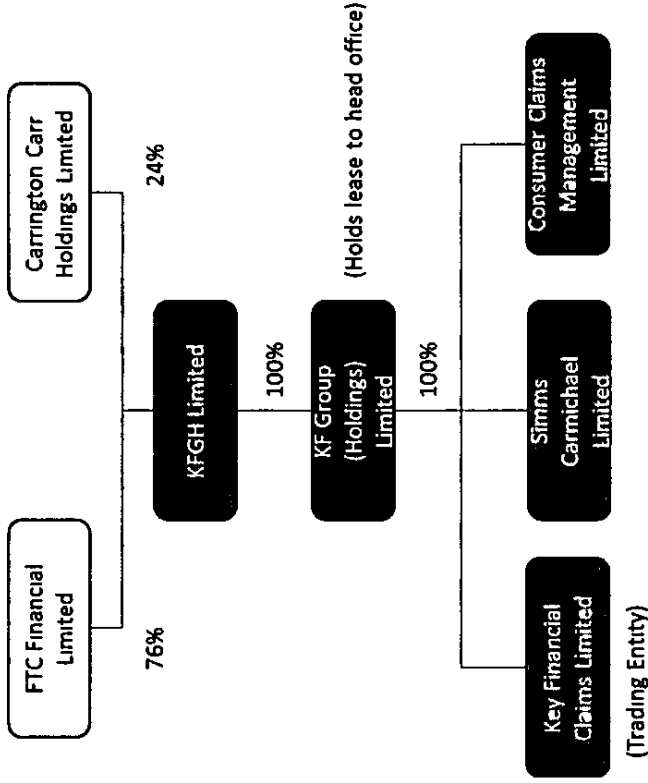 FTC Financial
Limited
Carrington Carr
Holdings Limited
76%
24%
KFGH Limited
100%
KF Group
(Holdings)
Limited
(Holds lease to head office)
100%
Key Financial
Claims Limited
Simms
Carmichael
Limited
Consumer Claims
Management
Limited
(Trading Entity)